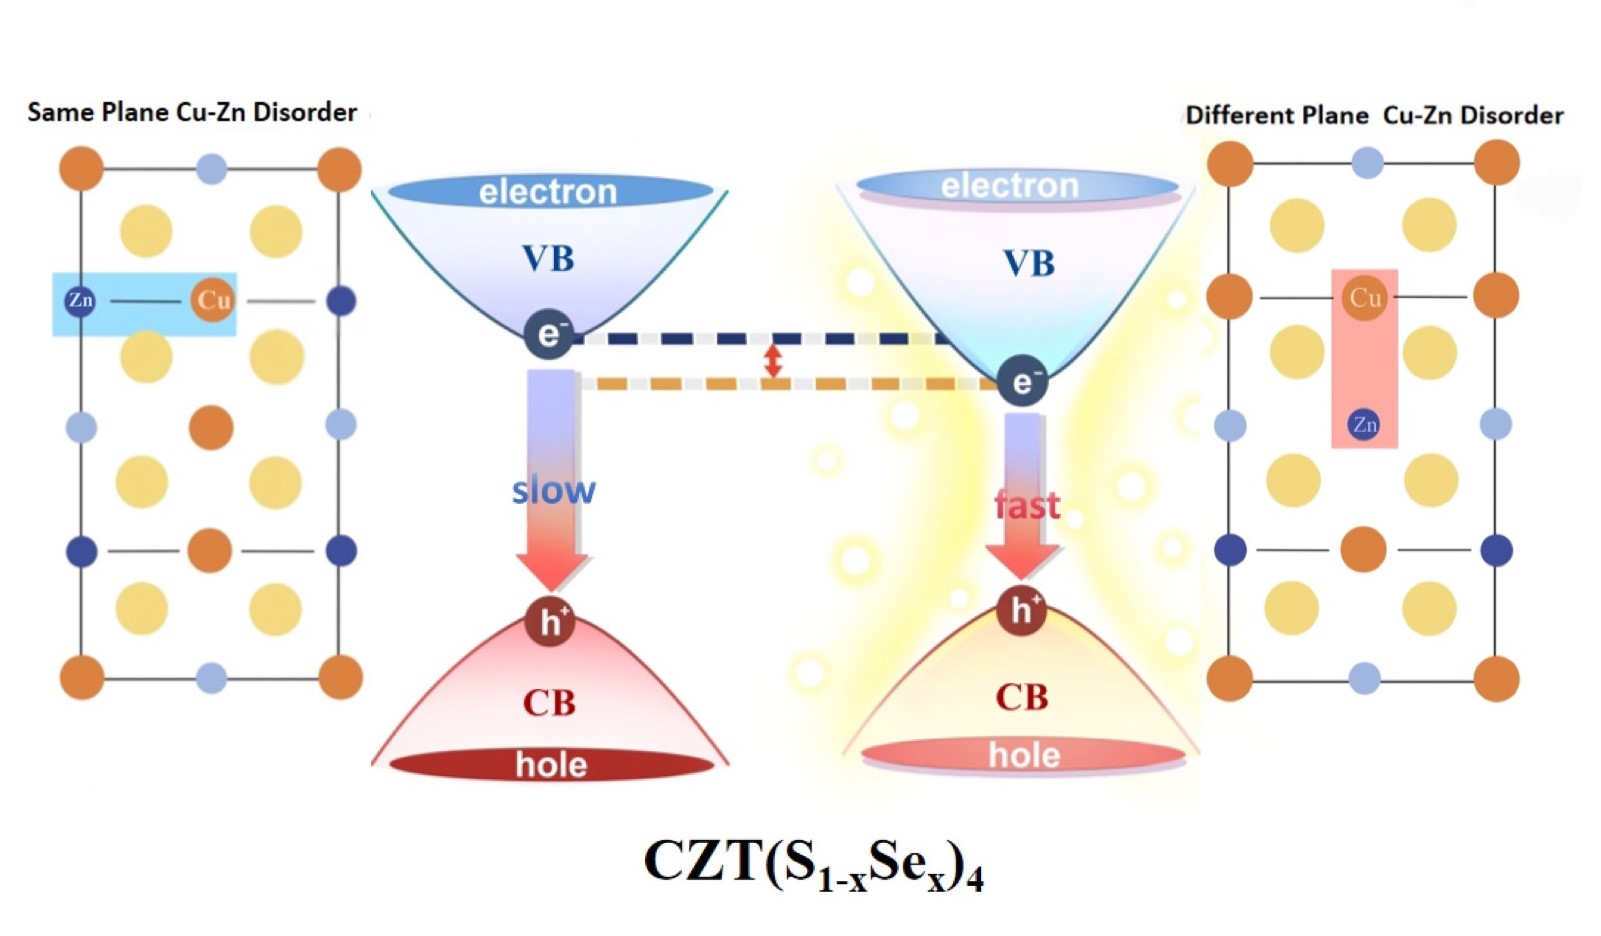 Same Plane Cu-Zn Disorder
Different Plane Cu-Zn Disorder
electron
electron
VB
VB
Zn
Cu
Cu
e⁻
e⁻
Zn
slow
fast
h⁺
h⁺
CB
CB
hole
hole
CZT(S₁₋ₓSeₓ)₄